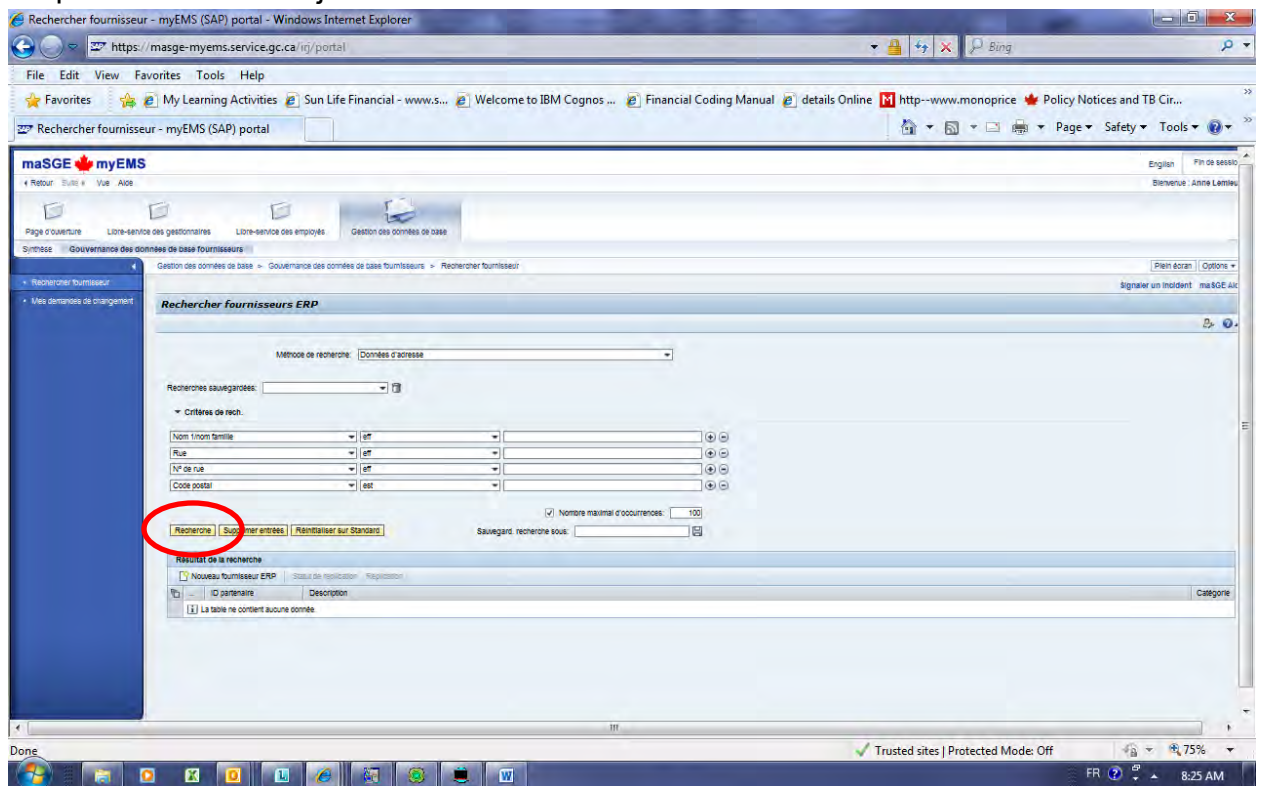 Rechercher fournisseur - myEMS (SAP) portal - Windows Internet Explorer
https://masge-myems.service.gc.ca/irj/portal
Bing
File Edit View Favorites Tools Help
Favorites My Learning Activities Sun Life Financial - www.s... Welcome to IBM Cognos ... Financial Coding Manual details Online http--www.monoprice Policy Notices and TB Cir...
Rechercher fournisseur - myEMS (SAP) portal
Page Safety Tools
maSGE myEMS
English Fin de sessio
Retour Suite Vue Aide
Bienvenue : Anne Lemieu
Page d'ouverture Libre-service des gestionnaires Libre-service des employés Gestion des données de base
Synthèse Gouvernance des données de base fournisseurs
Gestion des données de base > Gouvernance des données de base fournisseurs > Rechercher fournisseur
Plein écran Options
Rechercher fournisseur
Signaler un incident maSGE Aid
Mes demandes de changement
Rechercher fournisseurs ERP
Méthode de recherche: Données d'adresse
Recherches sauvegardées:
Critères de rech.
Nom 1/nom famille eff
Rue eff
Nº de rue eff
Code postal est
Nombre maximal d'occurrences: 100
Recherche Supprimer entrées Réinitialiser sur Standard Sauvegard. recherche sous:
Résultat de la recherche
Nouveau fournisseur ERP Statut de réplication Réplication
... ID partenaire Description Catégorie
La table ne contient aucune donnée
Done
Trusted sites | Protected Mode: Off
75%
FR
8:25 AM